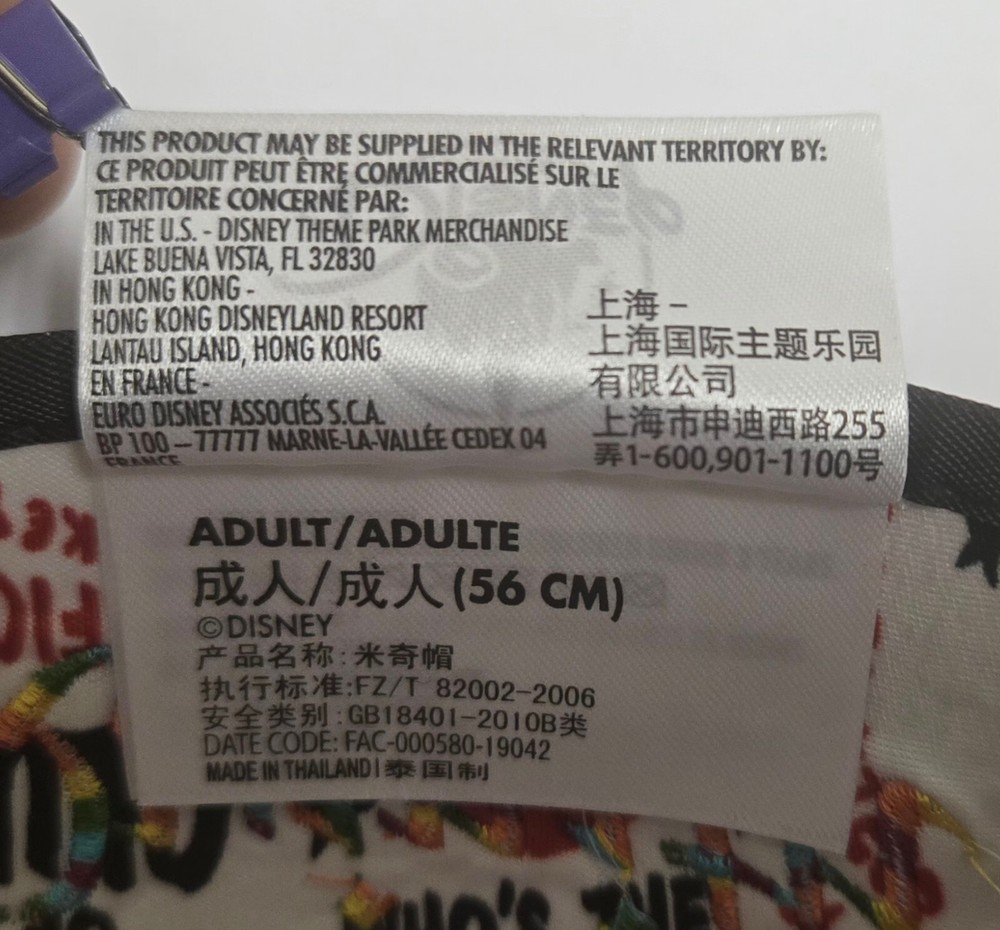 THIS PRODUCT MAY BE SUPPLIED IN THE RELEVANT TERRITORY BY:
CE PRODUIT PEUT ÊTRE COMMERCIALISÉ SUR LE
TERRITOIRE CONCERNÉ PAR:
IN THE U.S. - DISNEY THEME PARK MERCHANDISE
LAKE BUENA VISTA, FL 32830
IN HONG KONG -
HONG KONG DISNEYLAND RESORT
LANTAU ISLAND, HONG KONG
EN FRANCE -
EURO DISNEY ASSOCIÉS S.C.A.
BP 100 – 77777 MARNE-LA-VALLÉE CEDEX 04
FRANCE
上海 -
上海国际主题乐园
有限公司
上海市申迪西路255
弄1-600,901-1100号
ADULT/ADULTE
成人/成人(56 CM)
©DISNEY
产品名称:米奇帽
执行标准:FZ/T 82002-2006
安全类别:GB18401-2010B类
DATE CODE: FAC-000580-19042
MADE IN THAILAND | 泰国制
WHO'S THE